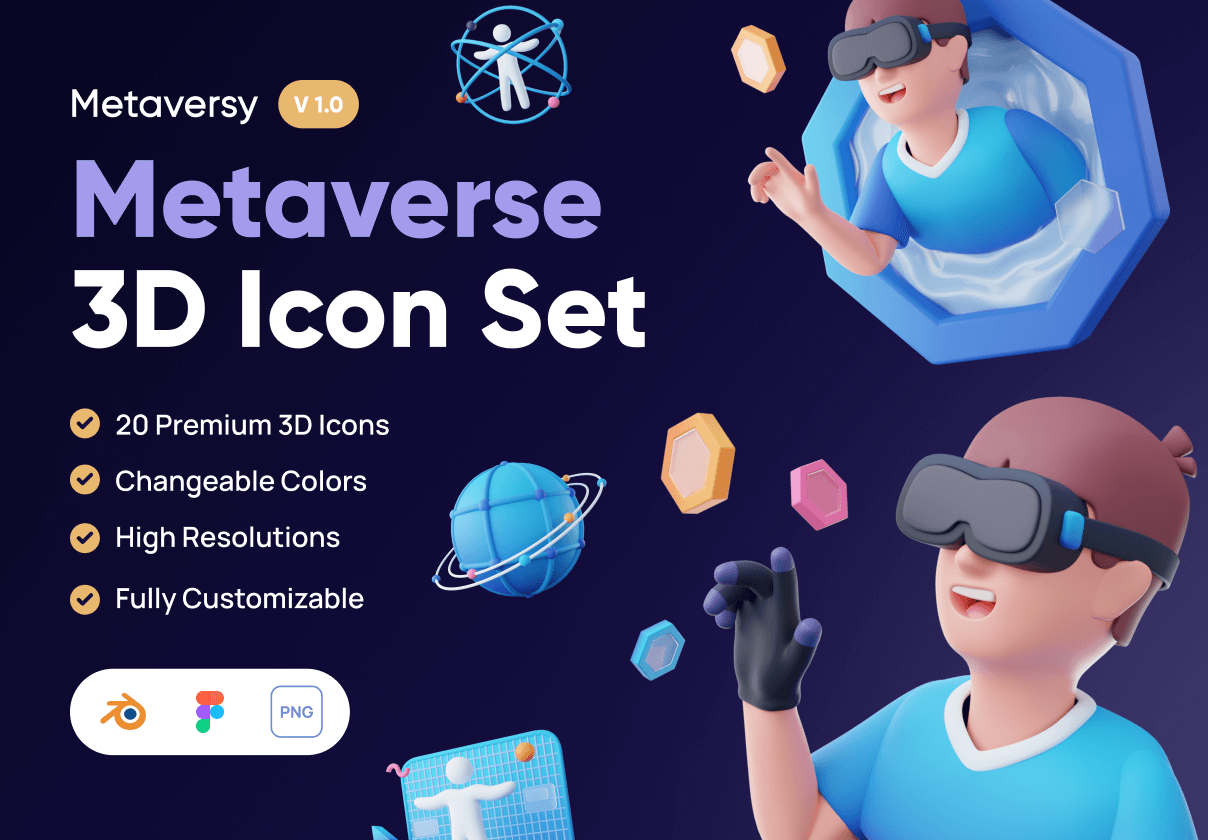 Metaversy V 1.0
Metaverse
3D Icon Set
20 Premium 3D Icons
Changeable Colors
High Resolutions
Fully Customizable
PNG